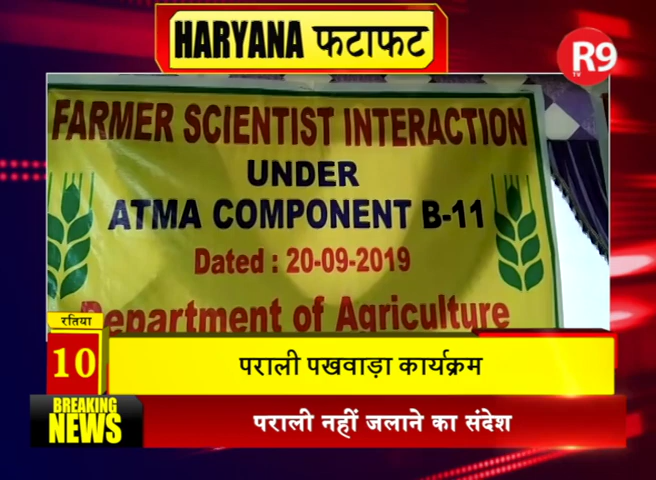 HARYANA फटाफट
R9
TV
FARMER SCIENTIST INTERACTION
UNDER
ATMA COMPONENT B-11
Dated : 20-09-2019
Department of Agriculture
रतिया
10
पराली पखवाड़ा कार्यक्रम
BREAKING
NEWS
पराली नहीं जलाने का संदेश